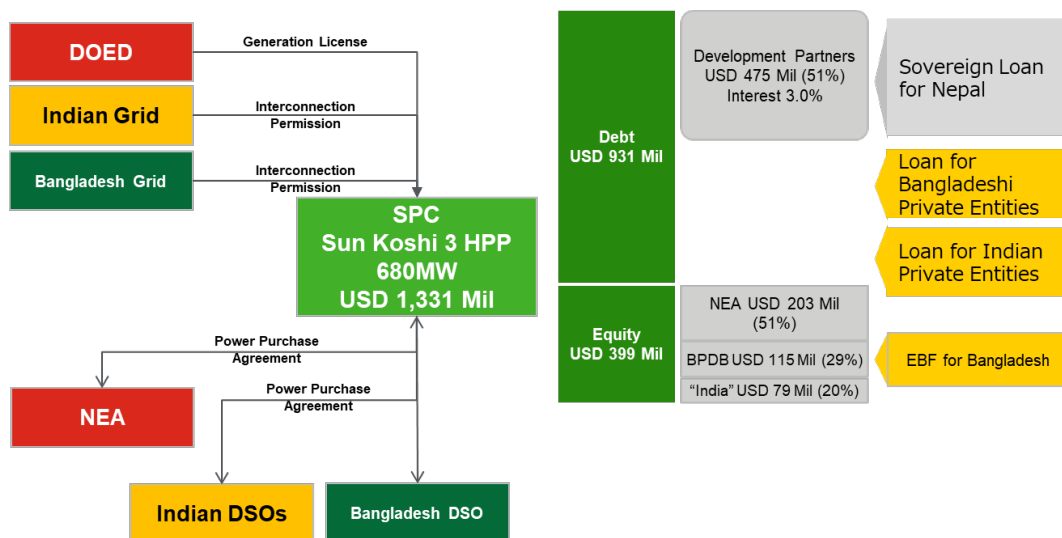 DOED
Generation License
Indian Grid
Interconnection
Permission
Bangladesh Grid
Interconnection
Permission
SPC
Sun Koshi 3 HPP
680MW
USD 1,331 Mil
Power Purchase
Agreement
Power Purchase
Agreement
NEA
Indian DSOs
Bangladesh DSO
Debt
USD 931 Mil
Development Partners
USD 475 Mil (51%)
Interest 3.0%
Sovereign Loan
for Nepal
Loan for
Bangladeshi
Private Entities
Loan for Indian
Private Entities
Equity
USD 399 Mil
NEA USD 203 Mil
(51%)
BPDB USD 115 Mil (29%)
“India” USD 79 Mil (20%)
EBF for Bangladesh